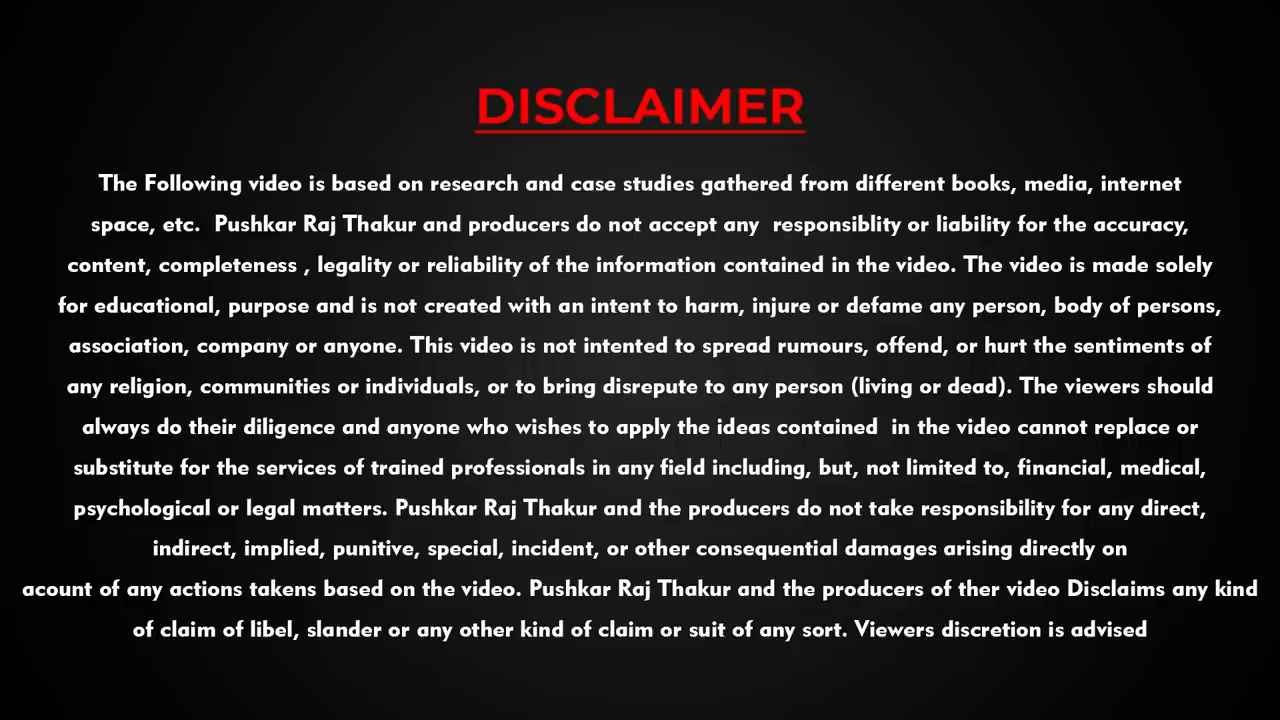 DISCLAIMER
The Following video is based on research and case studies gathered from different books, media, internet
space, etc.  Pushkar Raj Thakur and producers do not accept any  responsiblity or liability for the accuracy,
content, completeness , legality or reliability of the information contained in the video. The video is made solely
for educational, purpose and is not created with an intent to harm, injure or defame any person, body of persons,
association, company or anyone. This video is not intented to spread rumours, offend, or hurt the sentiments of
any religion, communities or individuals, or to bring disrepute to any person (living or dead). The viewers should
always do their diligence and anyone who wishes to apply the ideas contained  in the video cannot replace or
substitute for the services of trained professionals in any field including, but, not limited to, financial, medical,
psychological or legal matters. Pushkar Raj Thakur and the producers do not take responsibility for any direct,
indirect, implied, punitive, special, incident, or other consequential damages arising directly on
acount of any actions takens based on the video. Pushkar Raj Thakur and the producers of ther video Disclaims any kind
of claim of libel, slander or any other kind of claim or suit of any sort. Viewers discretion is advised